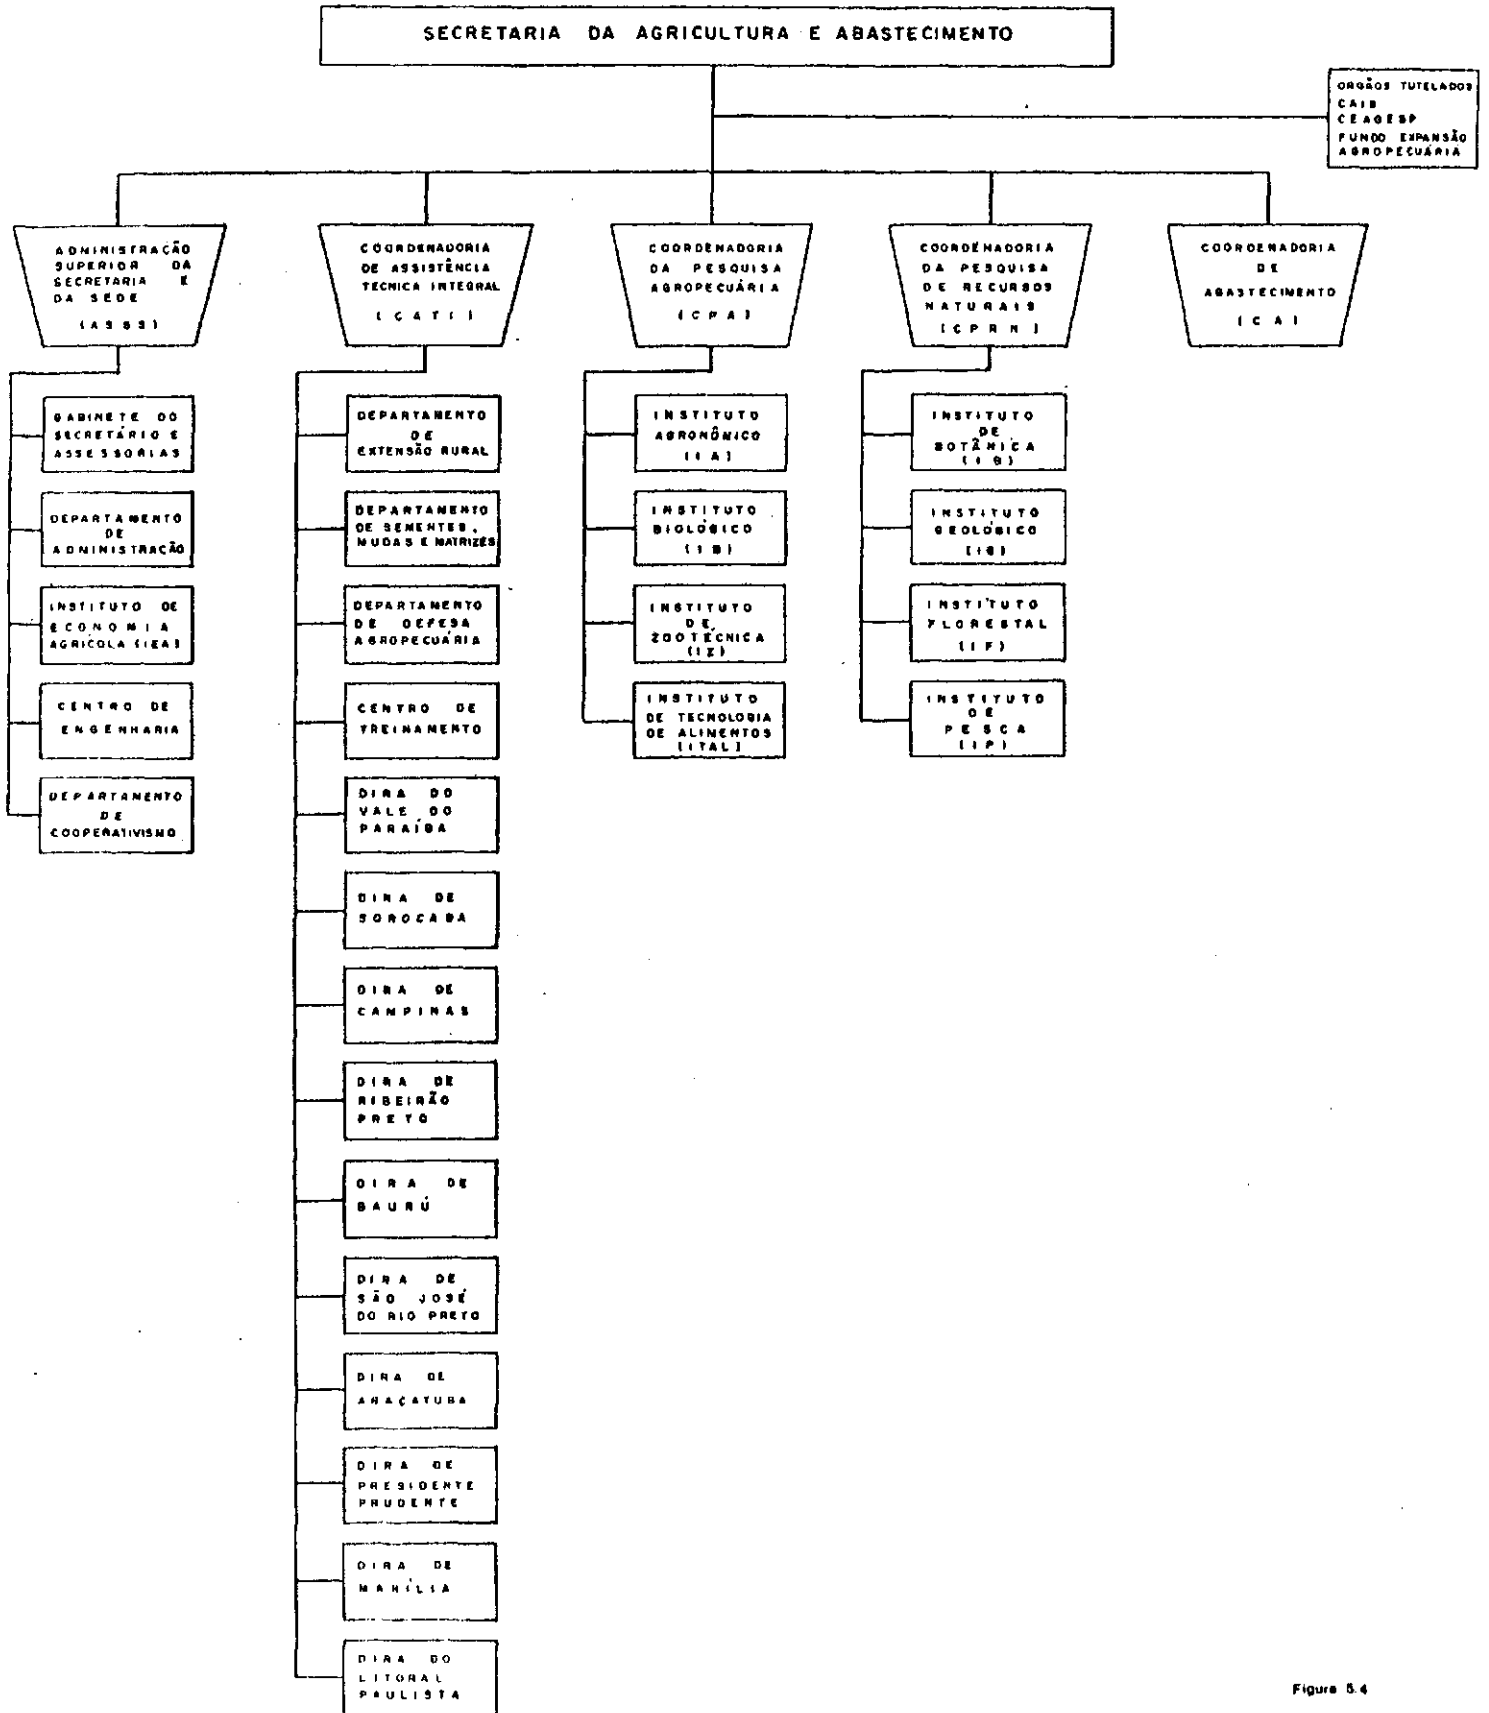 SECRETARIA DA AGRICULTURA E ABASTECIMENTO
ORGÃOS TUTELADOS
CAIB
CEAGESP
FUNDO EXPANSÃO
AGROPECUÁRIA
ADMINISTRAÇÃO
SUPERIOR DA
SECRETARIA E
DA SEDE
(ASSS)
COORDENADORIA
DE ASSISTÊNCIA
TECNICA INTEGRAL
(CATI)
COORDENADORIA
DA PESQUISA
AGROPECUÁRIA
(CPA)
COORDENADORIA
DA PESQUISA
DE RECURSOS
NATURAIS
(CPRN)
COORDENADORIA
DE
ABASTECIMENTO
(CA)
GABINETE DO
SECRETÁRIO E
ASSESSORIAS
DEPARTAMENTO
DE
ADMINISTRAÇÃO
INSTITUTO DE
ECONOMIA
AGRÍCOLA (IEA)
CENTRO DE
ENGENHARIA
DEPARTAMENTO
DE
COOPERATIVISMO
DEPARTAMENTO
DE
EXTENSÃO RURAL
DEPARTAMENTO
DE SEMENTES,
MUDAS E MATRIZES
DEPARTAMENTO
DE DEFESA
AGROPECUÁRIA
CENTRO DE
TREINAMENTO
DIRA DO
VALE DO
PARAÍBA
DIRA DE
SOROCABA
DIRA DE
CAMPINAS
DIRA DE
RIBEIRÃO
PRETO
DIRA DE
BAURÚ
DIRA DE
SÃO JOSÉ
DO RIO PRETO
DIRA DE
ARAÇATUBA
DIRA DE
PRESIDENTE
PRUDENTE
DIRA DE
MARÍLIA
DIRA DO
LITORAL
PAULISTA
INSTITUTO
AGRONÔMICO
(IA)
INSTITUTO
BIOLÓGICO
(IB)
INSTITUTO
DE
ZOOTÉCNICA
(IZ)
INSTITUTO
DE TECNOLOGIA
DE ALIMENTOS
(ITAL)
INSTITUTO
DE
BOTÂNICA
(IB)
INSTITUTO
GEOLÓGICO
(IG)
INSTITUTO
FLORESTAL
(IF)
INSTITUTO
DE
PESCA
(IP)
Figure 5.4